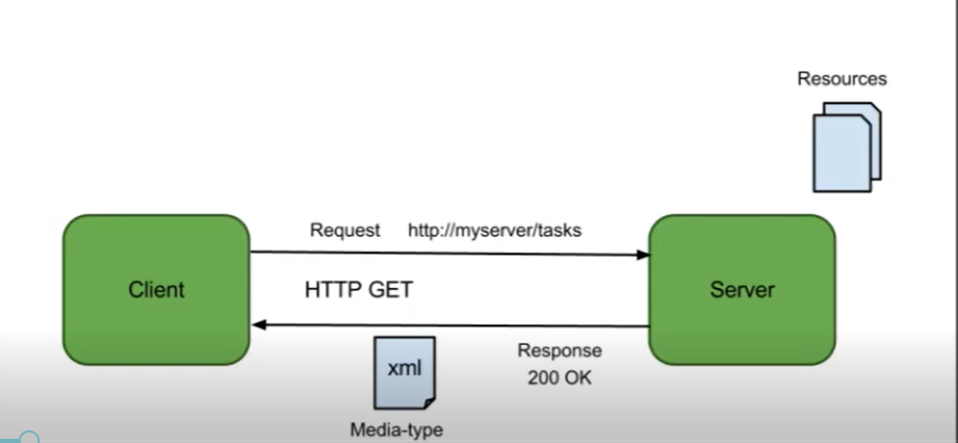 Resources
Request http://myserver/tasks
Client
HTTP GET
Server
Response
200 OK
xml
Media-type